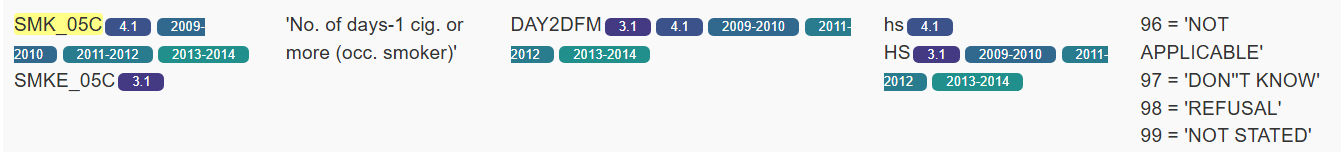 SMK_05C 4.1 2009-
2010 2011-2012 2013-2014
SMKE_05C 3.1
'No. of days-1 cig. or
more (occ. smoker)'
DAY2DFM 3.1 4.1 2009-2010 2011-
2012 2013-2014
hs 4.1
HS 3.1 2009-2010 2011-
2012 2013-2014
96 = 'NOT
APPLICABLE'
97 = 'DON''T KNOW'
98 = 'REFUSAL'
99 = 'NOT STATED'